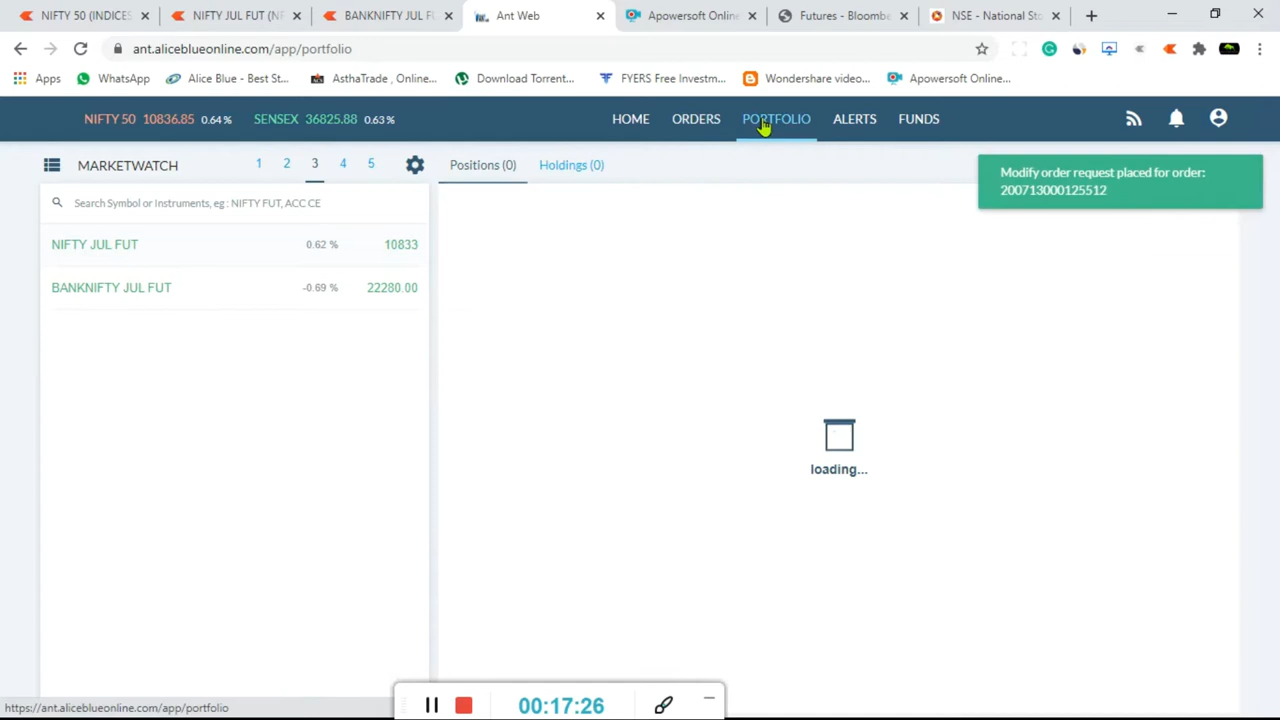 NIFTY 50 (INDICES
NIFTY JUL FUT (NF
BANKNIFTY JUL FU
Ant Web
Apowersoft Online
Futures - Bloombe
NSE - National Sto
ant.aliceblueonline.com/app/portfolio
Apps
WhatsApp
Alice Blue - Best St...
AsthaTrade , Online...
Download Torrent...
FYERS Free Investm...
Wondershare video...
Apowersoft Online...
NIFTY 50 10836.85 0.64 %
SENSEX 36825.88 0.63 %
HOME
ORDERS
PORTFOLIO
ALERTS
FUNDS
MARKETWATCH
1 2 3 4 5
Positions (0)
Holdings (0)
Modify order request placed for order:
200713000125512
Search Symbol or Instruments, eg : NIFTY FUT, ACC CE
NIFTY JUL FUT 0.62 % 10833
BANKNIFTY JUL FUT -0.69 % 22280.00
loading...
https://ant.aliceblueonline.com/app/portfolio
00:17:26